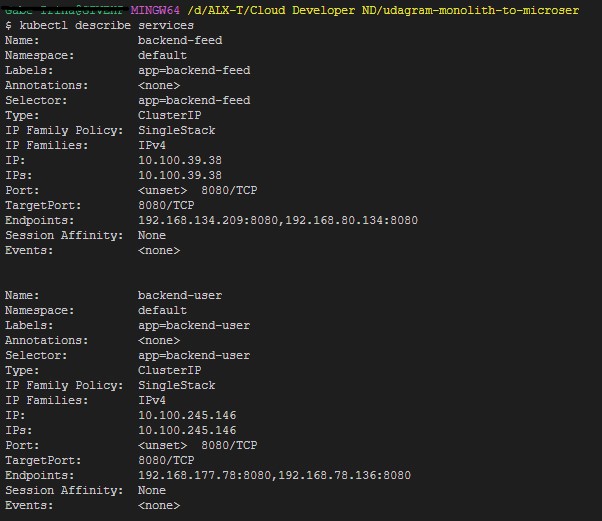 MINGW64 /d/ALX-T/Cloud Developer ND/udagram-monolith-to-microser
$ kubectl describe services
Name:              backend-feed
Namespace:         default
Labels:            app=backend-feed
Annotations:       <none>
Selector:          app=backend-feed
Type:              ClusterIP
IP Family Policy:  SingleStack
IP Families:       IPv4
IP:                10.100.39.38
IPs:               10.100.39.38
Port:              <unset>  8080/TCP
TargetPort:        8080/TCP
Endpoints:         192.168.134.209:8080,192.168.80.134:8080
Session Affinity:  None
Events:            <none>

Name:              backend-user
Namespace:         default
Labels:            app=backend-user
Annotations:       <none>
Selector:          app=backend-user
Type:              ClusterIP
IP Family Policy:  SingleStack
IP Families:       IPv4
IP:                10.100.245.146
IPs:               10.100.245.146
Port:              <unset>  8080/TCP
TargetPort:        8080/TCP
Endpoints:         192.168.177.78:8080,192.168.78.136:8080
Session Affinity:  None
Events:            <none>